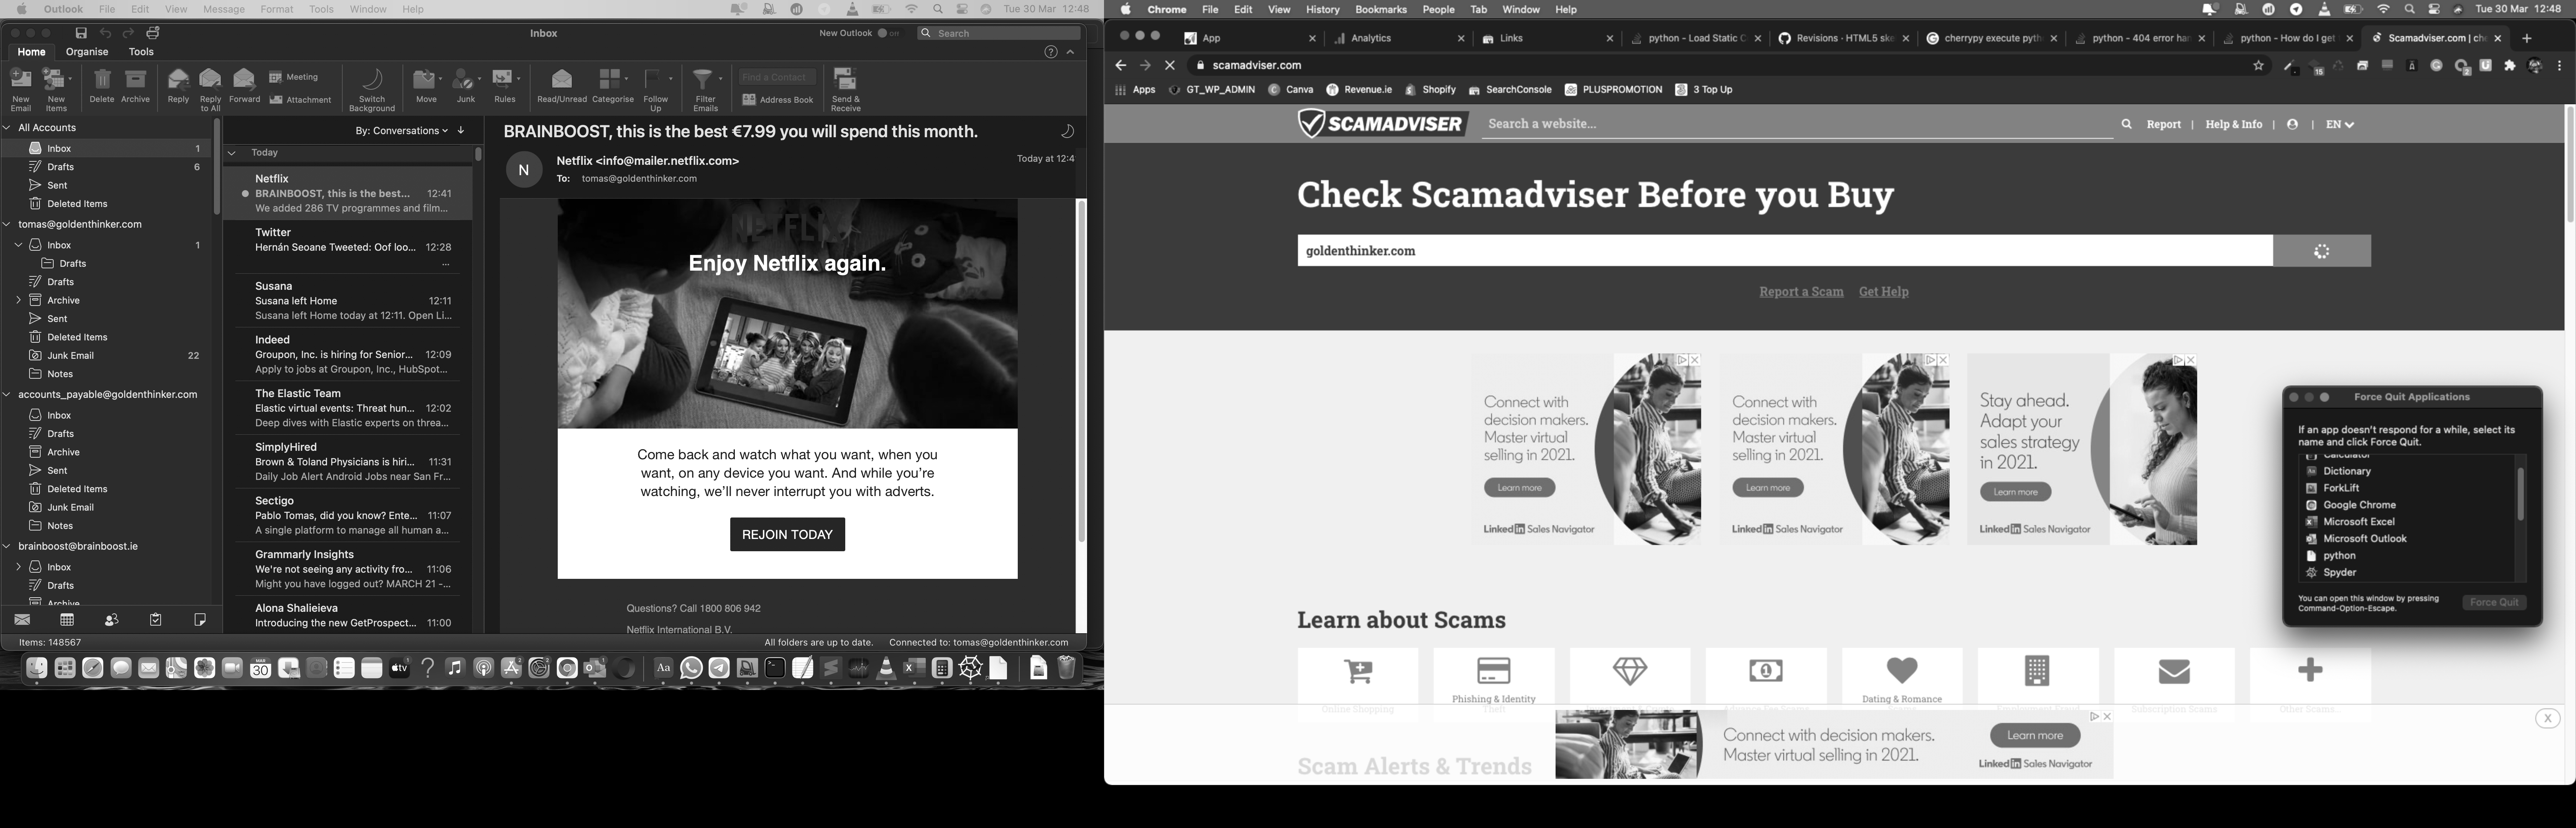 Outlook File Edit View Message Format Tools Window Help
Tue 30 Mar 12:48
Inbox
New Outlook
Search
Home Organise Tools
New Email
New Items
Delete Archive
Reply
Reply to All
Forward
Meeting
Attachment
Switch Background
Move Junk Rules
Read/Unread Categorise
Follow Up
Filter Emails
Find a Contact
Address Book
Send & Receive
All Accounts
Inbox 1
Drafts 6
Sent
Deleted Items
tomas@goldenthinker.com
Inbox 1
Drafts
Drafts
Archive
Sent
Deleted Items
Junk Email 22
Notes
accounts_payable@goldenthinker.com
Inbox
Drafts
Archive
Sent
Deleted Items
Junk Email
Notes
brainboost@brainboost.ie
Inbox
Drafts
Archive
By: Conversations
Today
Netflix
BRAINBOOST, this is the best... 12:41
We added 286 TV programmes and film...
Twitter
Hernán Seoane Tweeted: Oof loo... 12:28
...
Susana
Susana left Home 12:11
Susana left Home today at 12:11. Open Li...
Indeed
Groupon, Inc. is hiring for Senior... 12:09
Apply to jobs at Groupon, Inc., HubSpot...
The Elastic Team
Elastic virtual events: Threat hun... 12:02
Deep dives with Elastic experts on threa...
SimplyHired
Brown & Toland Physicians is hiri... 11:31
Daily Job Alert Android Jobs near San Fr...
Sectigo
Pablo Tomas, did you know? Ente... 11:07
A single platform to manage all human a...
Grammarly Insights
We're not seeing any activity fro... 11:06
Might you have logged out? MARCH 21 -...
Alona Shalieieva
Introducing the new GetProspect... 11:00
BRAINBOOST, this is the best €7.99 you will spend this month.
N
Netflix <info@mailer.netflix.com>
To: tomas@goldenthinker.com
Today at 12:4
NETFLIX
Enjoy Netflix again.
Come back and watch what you want, when you
want, on any device you want. And while you're
watching, we'll never interrupt you with adverts.
REJOIN TODAY
Questions? Call 1800 806 942
Netflix International B.V.
Items: 148567
All folders are up to date. Connected to: tomas@goldenthinker.com
Chrome File Edit View History Bookmarks People Tab Window Help
Tue 30 Mar 12:48
App
Analytics
Links
python - Load Static C
Revisions · HTML5 ske
cherrypy execute pyth
python - 404 error han
python - How do I get
Scamadviser.com | che
scamadviser.com
Apps GT_WP_ADMIN Canva Revenue.ie Shopify SearchConsole PLUSPROMOTION 3 Top Up
SCAMADVISER
Search a website...
Report | Help & Info | | EN
Check Scamadviser Before you Buy
goldenthinker.com
Report a Scam Get Help
Connect with
decision makers.
Master virtual
selling in 2021.
Learn more
LinkedIn Sales Navigator
Connect with
decision makers.
Master virtual
selling in 2021.
Learn more
LinkedIn Sales Navigator
Stay ahead.
Adapt your
sales strategy
in 2021.
Learn more
LinkedIn Sales Navigator
Force Quit Applications
If an app doesn't respond for a while, select its
name and click Force Quit.
Calculator
Dictionary
ForkLift
Google Chrome
Microsoft Excel
Microsoft Outlook
python
Spyder
You can open this window by pressing
Command-Option-Escape.
Force Quit
Learn about Scams
Online Shopping
Phishing & Identity
Theft
Dating & Romance
Subscription Scams
Other Scams
Scam Alerts & Trends
Connect with decision makers.
Master virtual selling in 2021.
Learn more
LinkedIn Sales Navigator
X